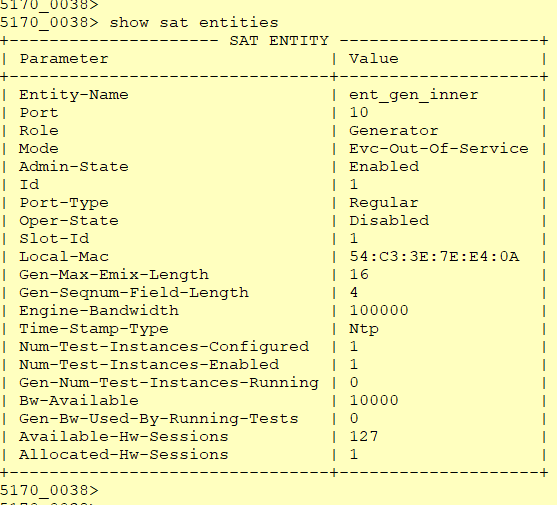 5170_0038>
5170_0038> show sat entities
+--------------------- SAT ENTITY --------------------+
| Parameter                      | Value              |
+--------------------------------+--------------------+
| Entity-Name                    | ent_gen_inner      |
| Port                           | 10                 |
| Role                           | Generator          |
| Mode                           | Evc-Out-Of-Service |
| Admin-State                    | Enabled            |
| Id                             | 1                  |
| Port-Type                      | Regular            |
| Oper-State                     | Disabled           |
| Slot-Id                        | 1                  |
| Local-Mac                      | 54:C3:3E:7E:E4:0A  |
| Gen-Max-Emix-Length            | 16                 |
| Gen-Seqnum-Field-Length        | 4                  |
| Engine-Bandwidth               | 100000             |
| Time-Stamp-Type                | Ntp                |
| Num-Test-Instances-Configured  | 1                  |
| Num-Test-Instances-Enabled     | 1                  |
| Gen-Num-Test-Instances-Running | 0                  |
| Bw-Available                   | 10000              |
| Gen-Bw-Used-By-Running-Tests   | 0                  |
| Available-Hw-Sessions          | 127                |
| Allocated-Hw-Sessions          | 1                  |
+--------------------------------+--------------------+
5170_0038>